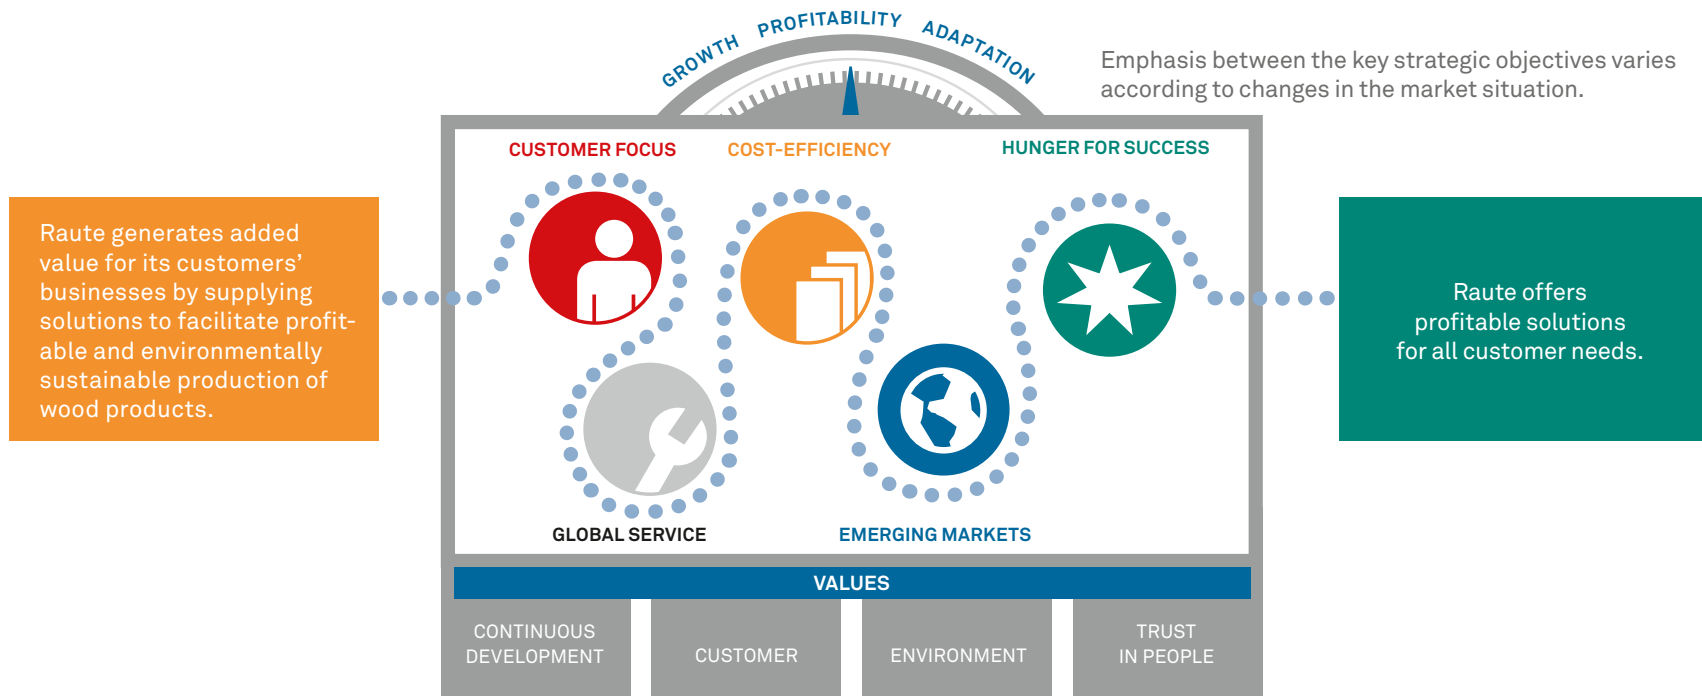 GROWTH PROFITABILITY ADAPTATION
Emphasis between the key strategic objectives varies
according to changes in the market situation.
CUSTOMER FOCUS
COST-EFFICIENCY
HUNGER FOR SUCCESS
Raute generates added
value for its customers’
businesses by supplying
solutions to facilitate profit-
able and environmentally
sustainable production of
wood products.
Raute offers
profitable solutions
for all customer needs.
GLOBAL SERVICE
EMERGING MARKETS
VALUES
CONTINUOUS
DEVELOPMENT
CUSTOMER
ENVIRONMENT
TRUST
IN PEOPLE